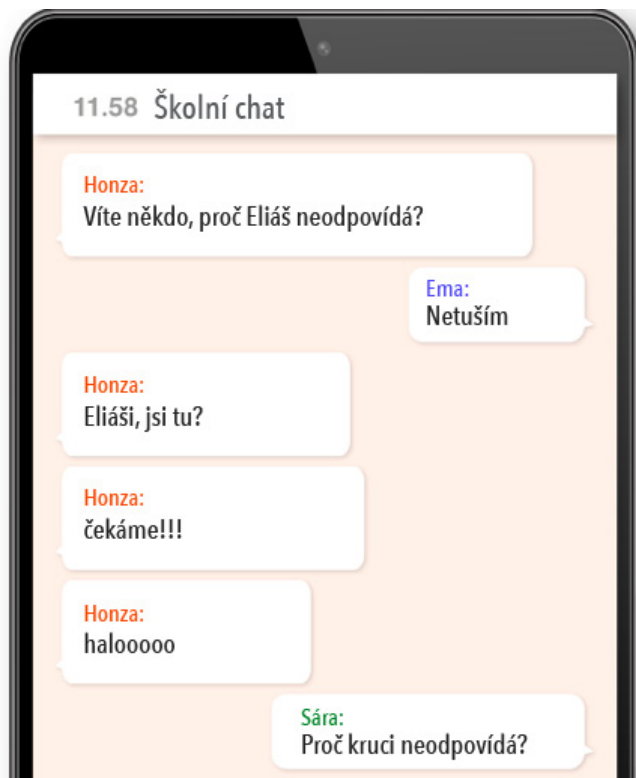 11.58 Školní chat
Honza:
Víte někdo, proč Eliáš neodpovídá?
Ema:
Netuším
Honza:
Eliáši, jsi tu?
Honza:
čekáme!!!
Honza:
halooooo
Sára:
Proč kruci neodpovídá?